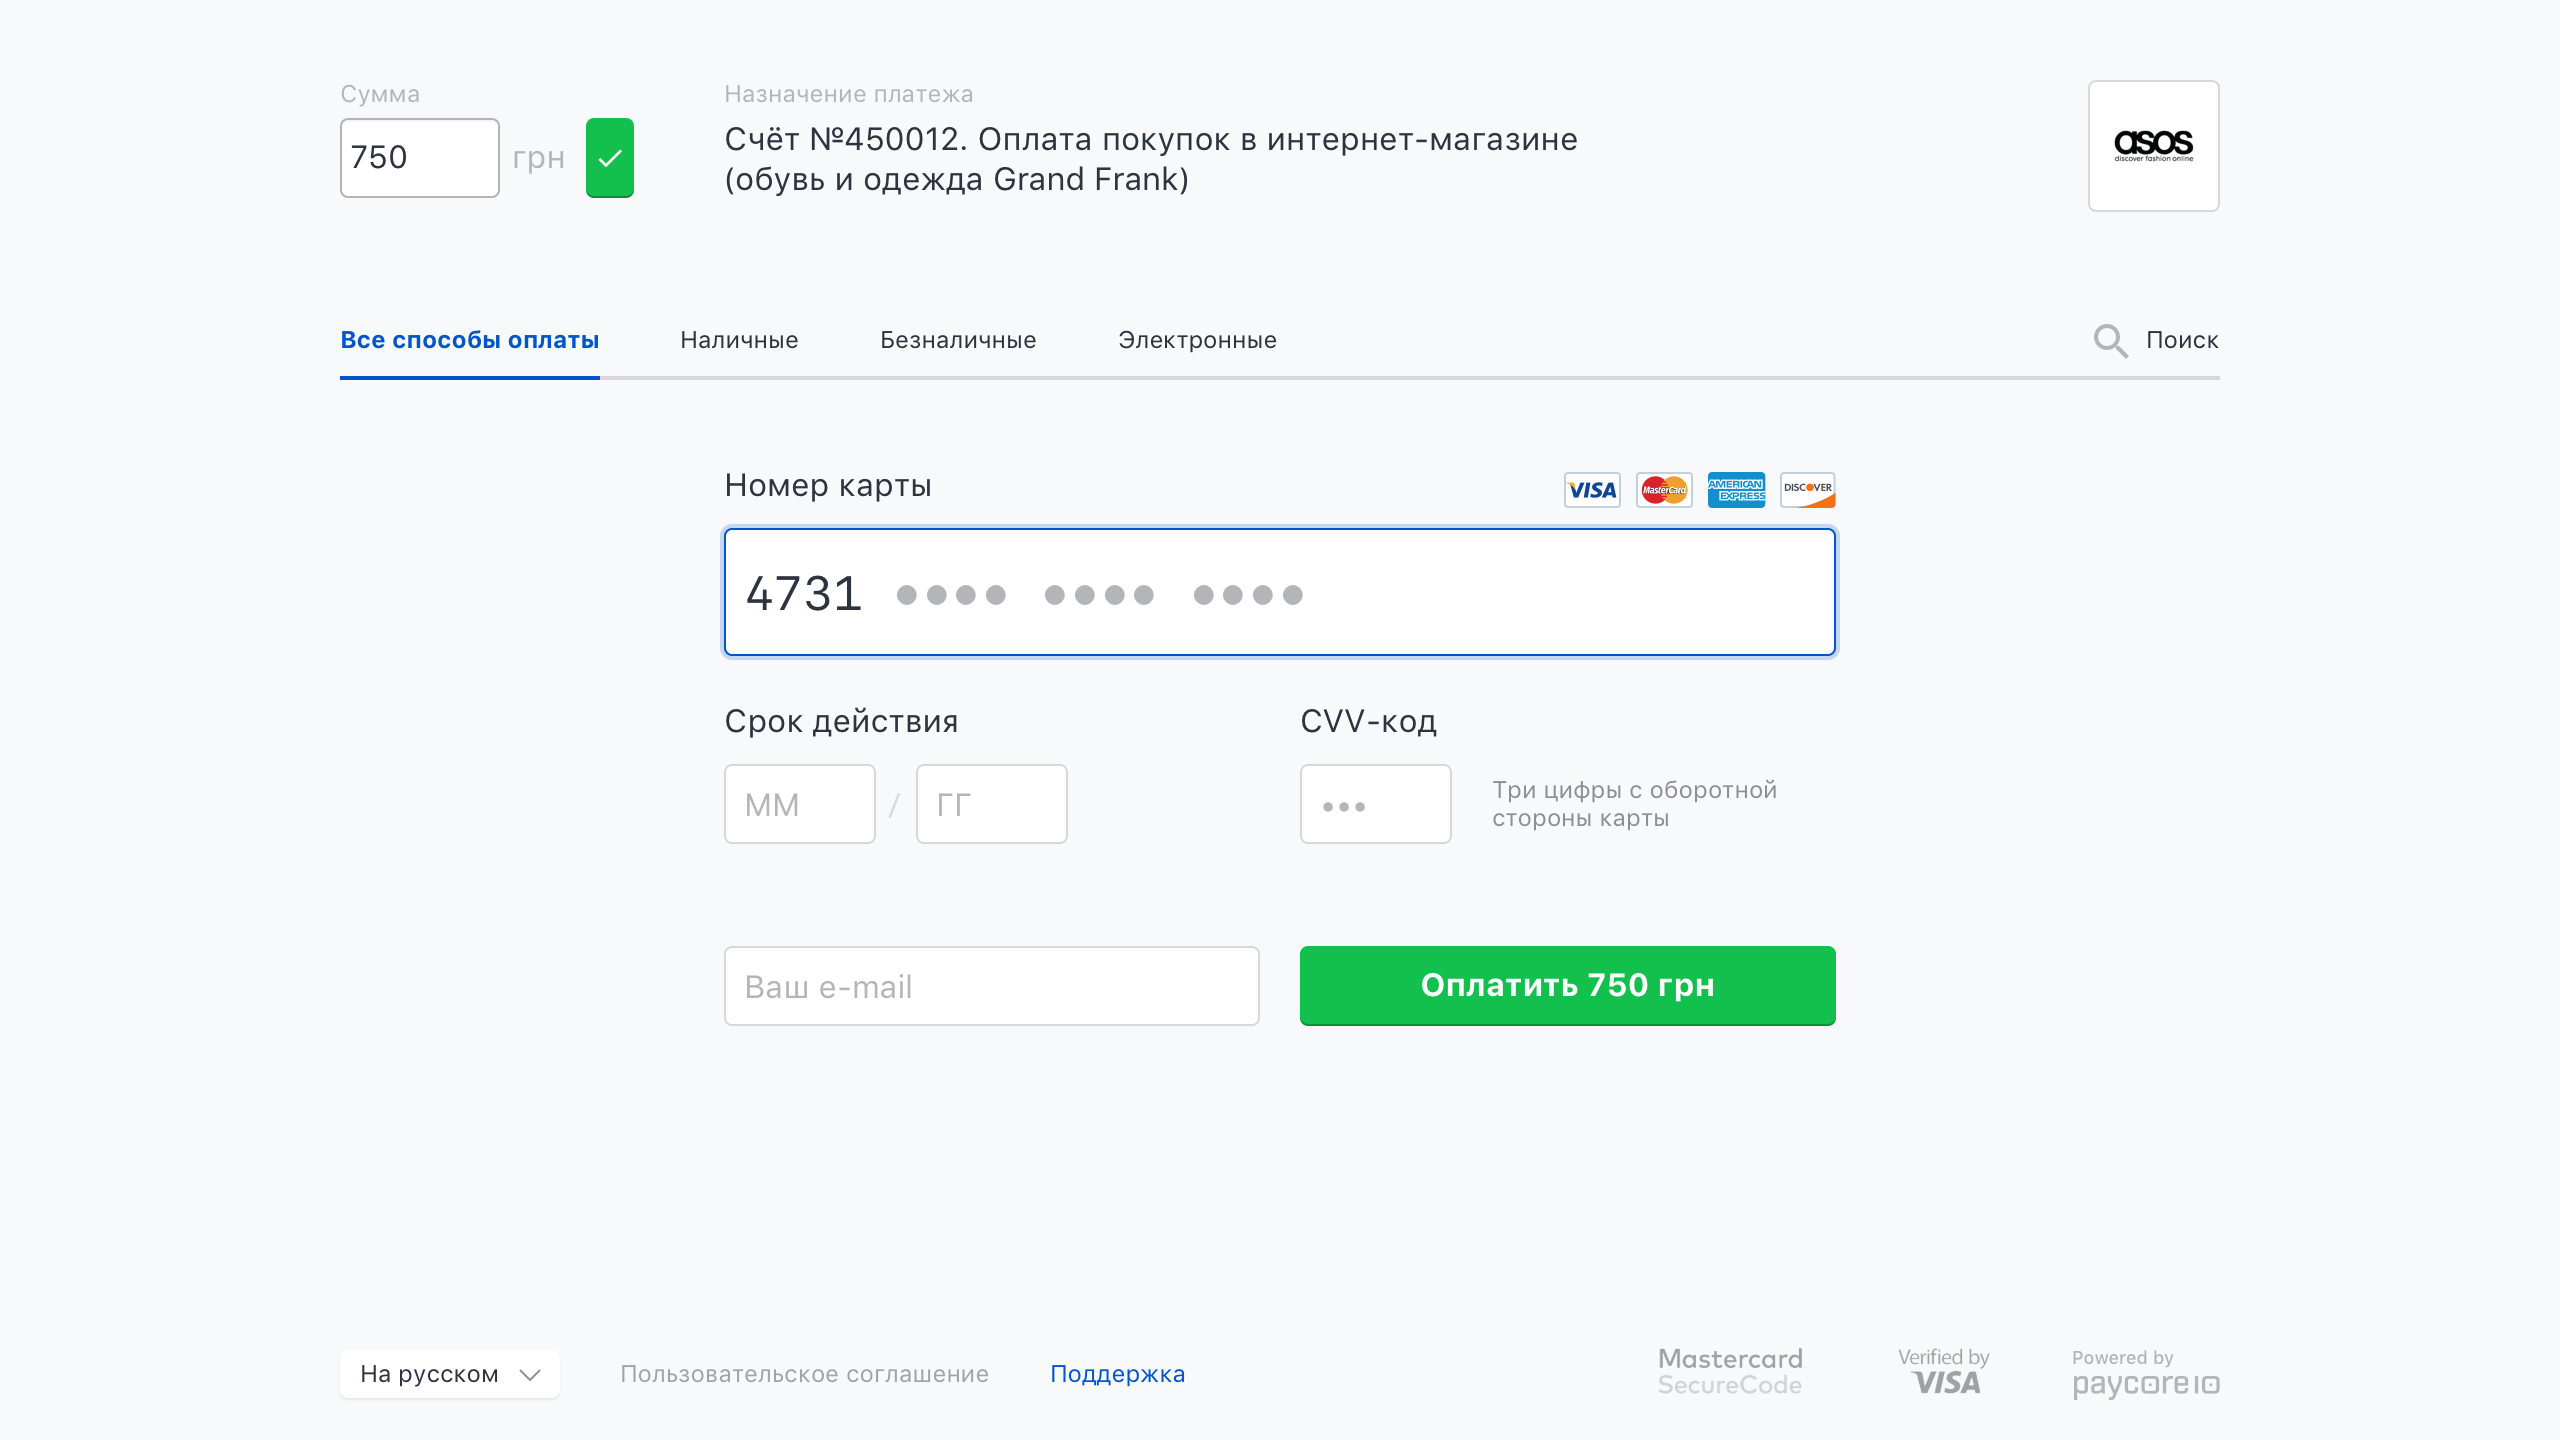 Сумма
750 грн
Назначение платежа
Счёт №450012. Оплата покупок в интернет-магазине
(обувь и одежда Grand Frank)
asos
discover fashion online
Все способы оплаты
Наличные
Безналичные
Электронные
Поиск
Номер карты
VISA
MasterCard
AMERICAN
EXPRESS
DISCOVER
4731 •••• •••• ••••
Срок действия
ММ / ГГ
CVV-код
•••
Три цифры с оборотной
стороны карты
Ваш e-mail
Оплатить 750 грн
На русском
Пользовательское соглашение
Поддержка
Mastercard
SecureCode
Verified by
VISA
Powered by
paycore io